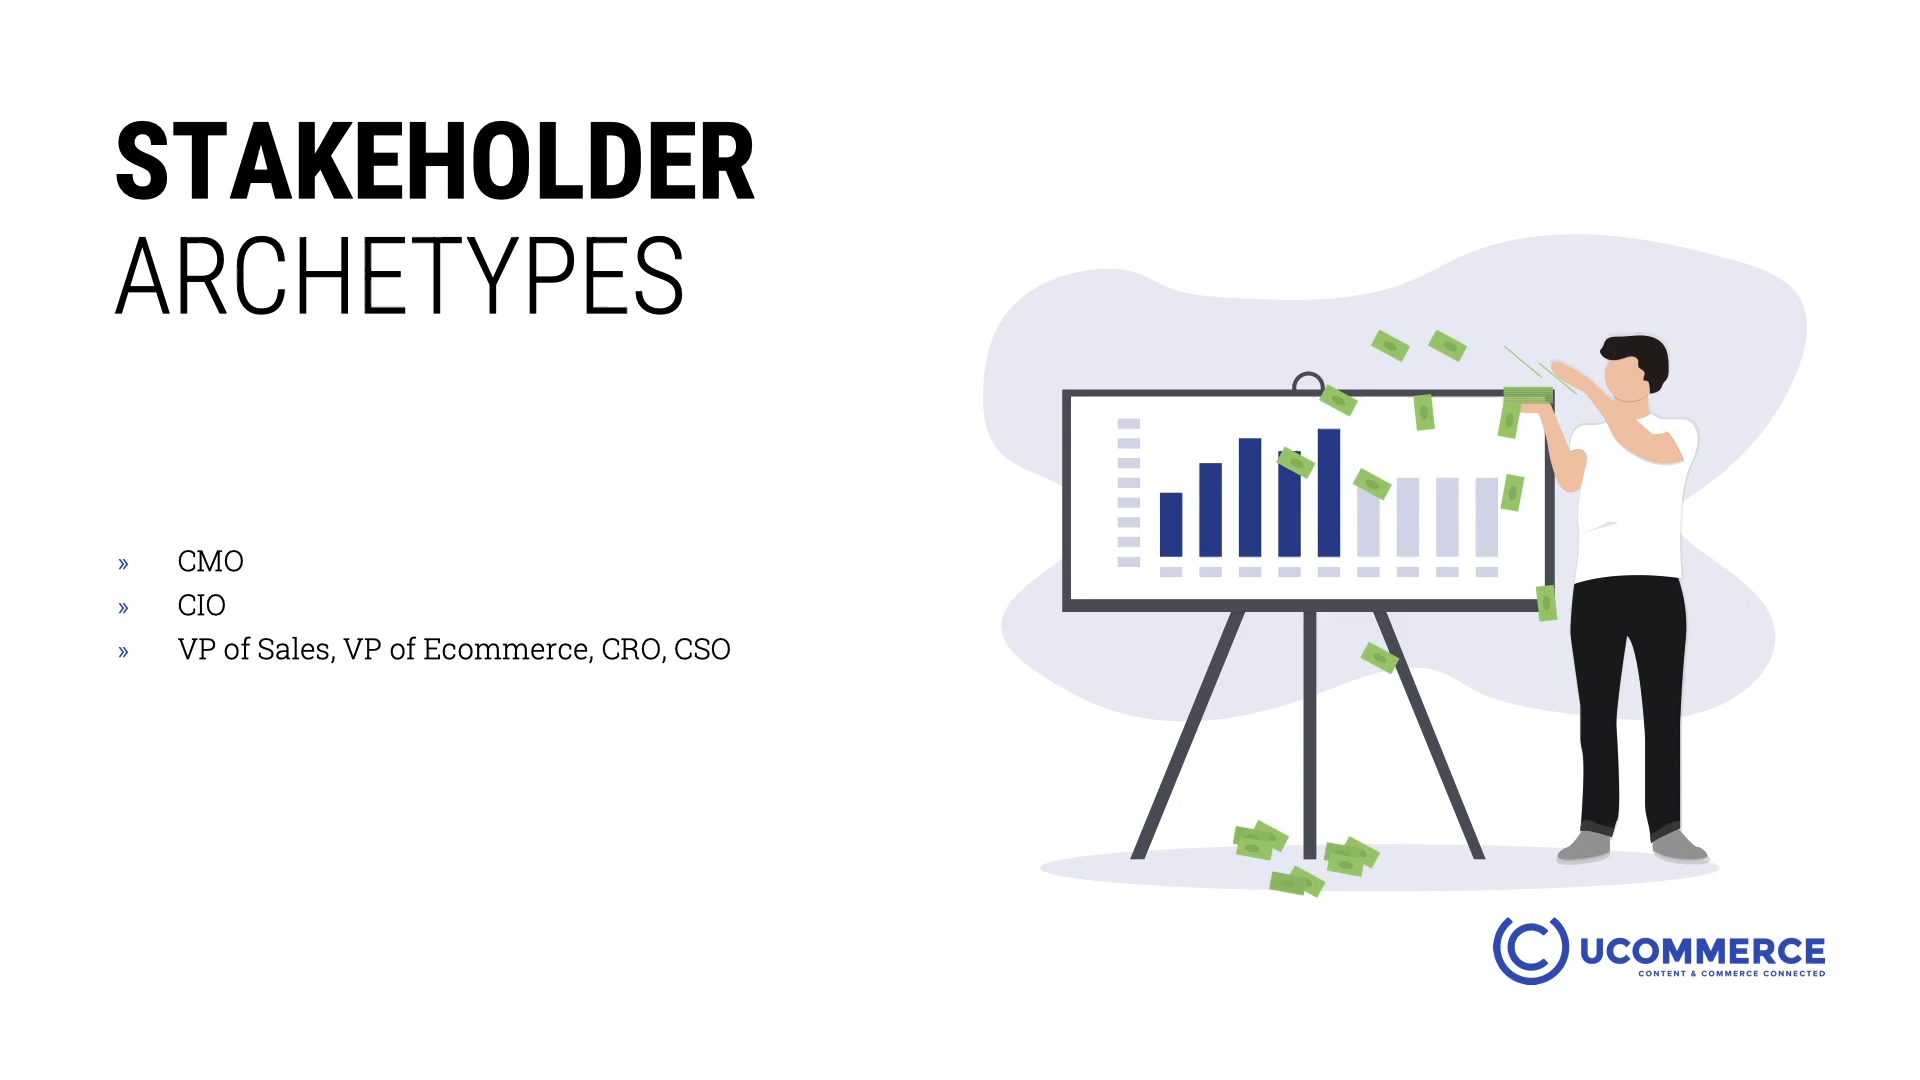 STAKEHOLDER
ARCHETYPES
» CMO
» CIO
» VP of Sales, VP of Ecommerce, CRO, CSO
UCOMMERCE
CONTENT & COMMERCE CONNECTED